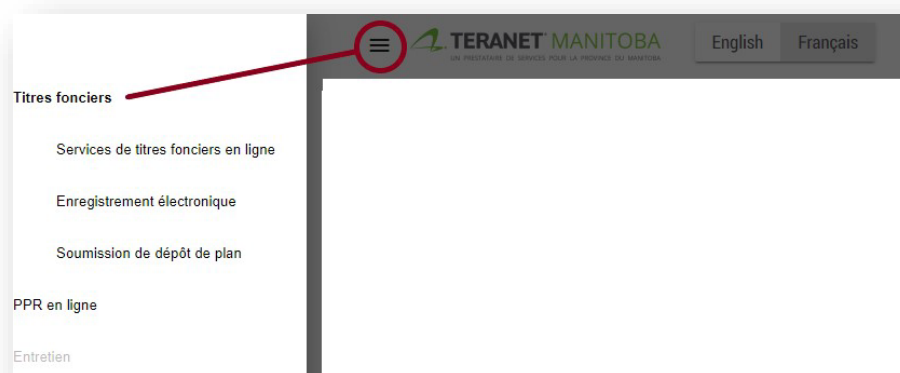 TERANET MANITOBA
UN PRESTATAIRE DE SERVICES POUR LA PROVINCE DU MANITOBA
English
Français
Titres fonciers
Services de titres fonciers en ligne
Enregistrement électronique
Soumission de dépôt de plan
PPR en ligne
Entretien